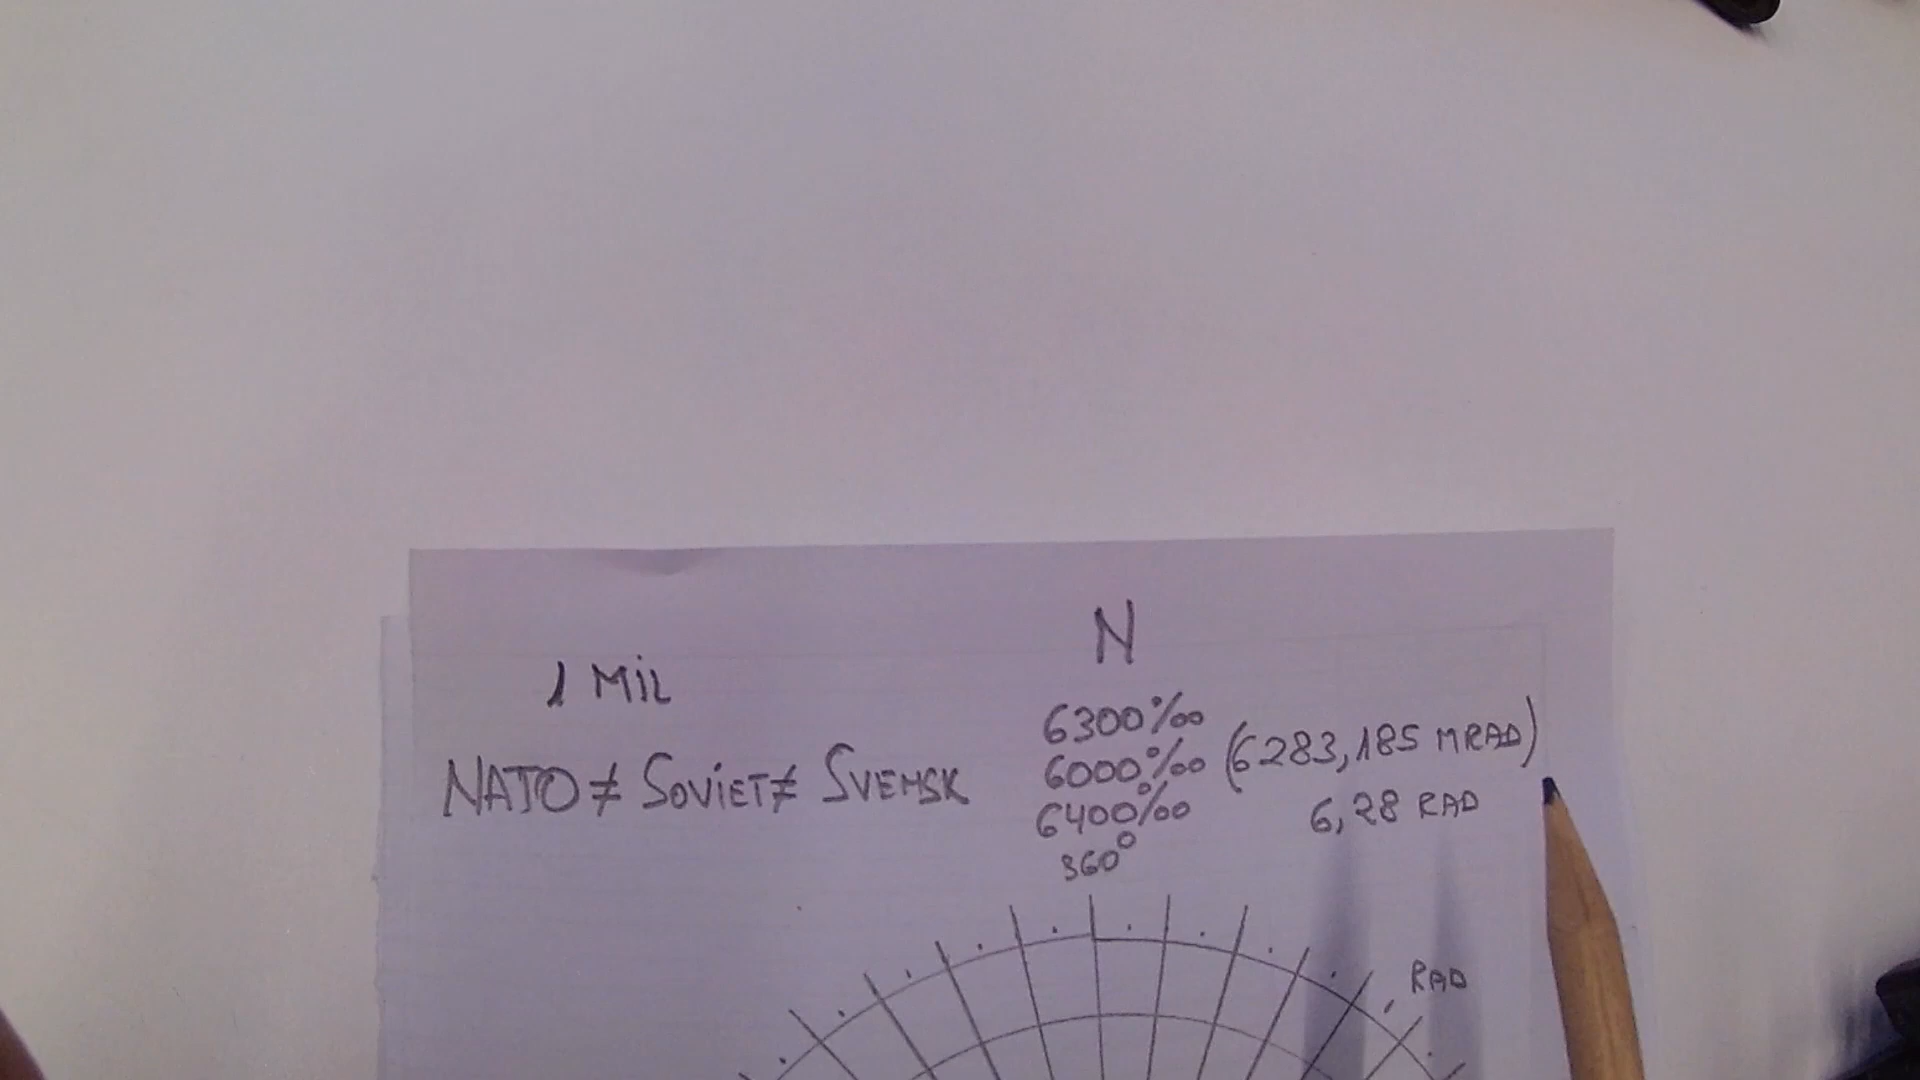 N
1 MIL
6300‰
6000‰ (6283,185 MRAD)
NATO ≠ SOVIET ≠ SVENSK
6400‰ 6,28 RAD
360°
RAD